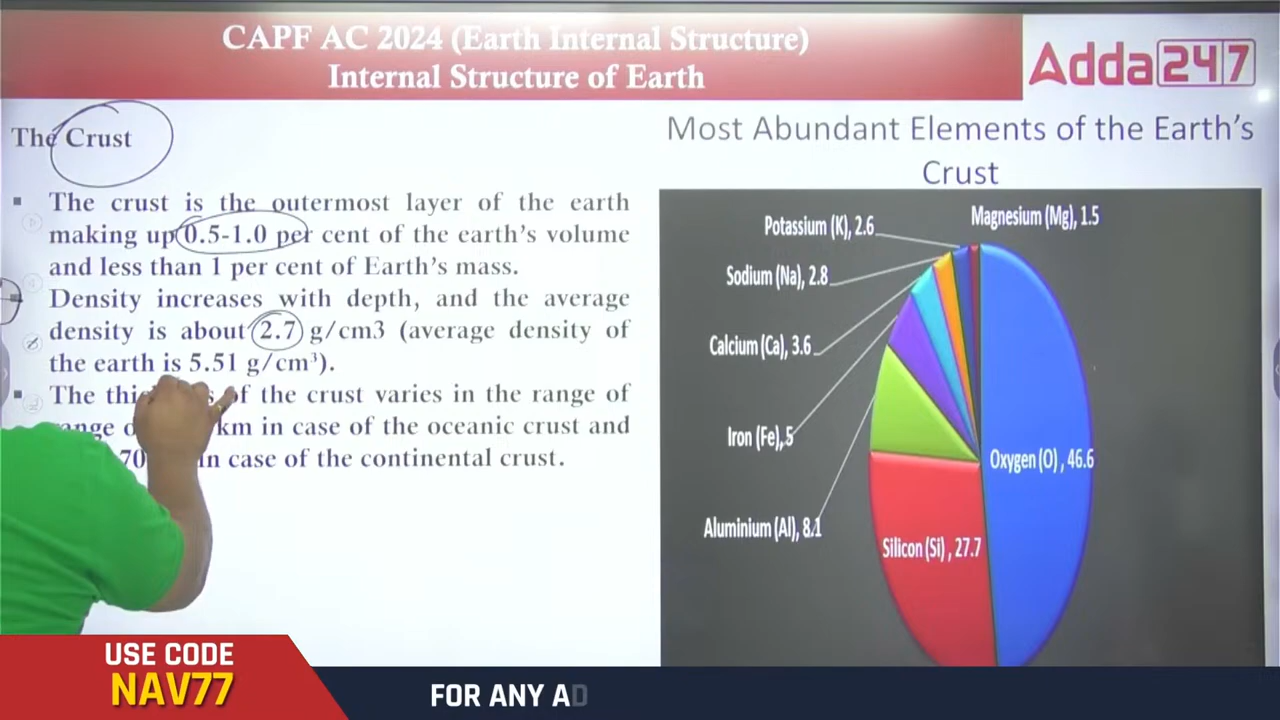 CAPF AC 2024 (Earth Internal Structure)
Internal Structure of Earth
Adda247
The Crust
▪ The crust is the outermost layer of the earth
making up 0.5-1.0 per cent of the earth's volume
and less than 1 per cent of Earth's mass.
▪ Density increases with depth, and the average
density is about 2.7 g/cm3 (average density of
the earth is 5.51 g/cm³).
▪ The of the crust varies in the range of
km in case of the oceanic crust and
70 in case of the continental crust.
Most Abundant Elements of the Earth's
Crust
Potassium (K), 2.6
Magnesium (Mg), 1.5
Sodium (Na), 2.8
Calcium (Ca), 3.6
Iron (Fe), 5
Oxygen (O) , 46.6
Aluminium (Al), 8.1
Silicon (Si) , 27.7
USE CODE
NAV77
FOR ANY AD